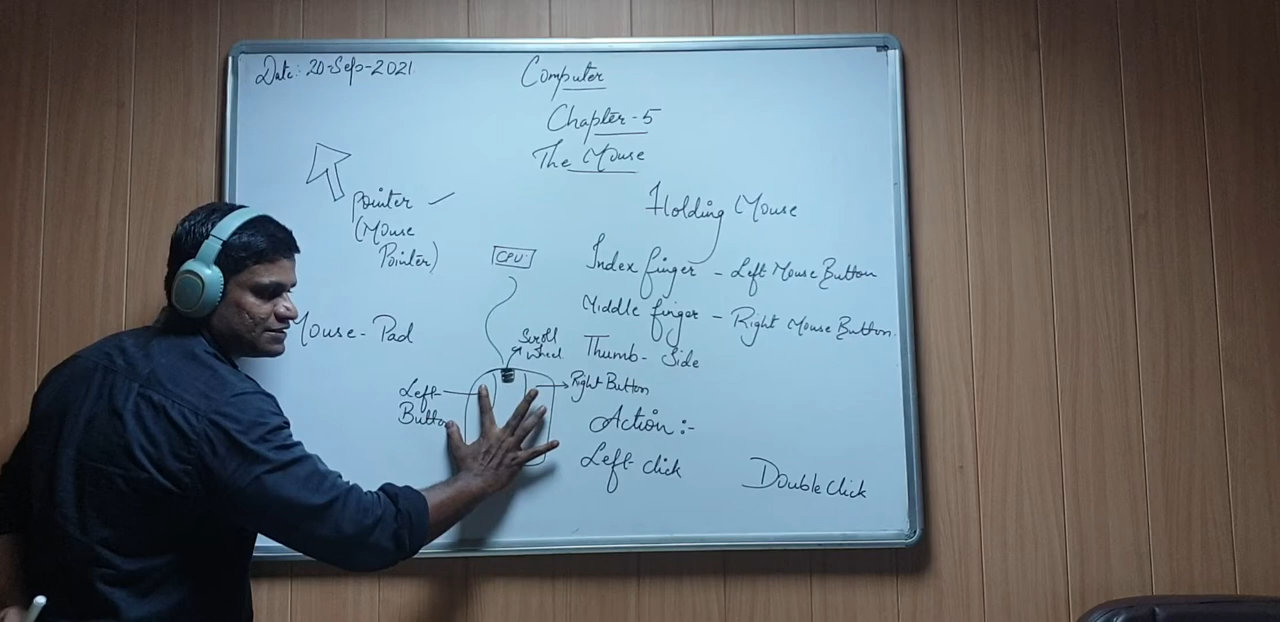 Date: 20-Sep-2021
Computer
Chapter-5
The Mouse
Pointer
(Mouse
Pointer)
Mouse-Pad
CPU
Scroll
wheel
Left
Button
Right Button
Holding Mouse
Index finger - Left Mouse Button
Middle finger - Right Mouse Button.
Thumb - Side
Action :-
Left click
Double Click